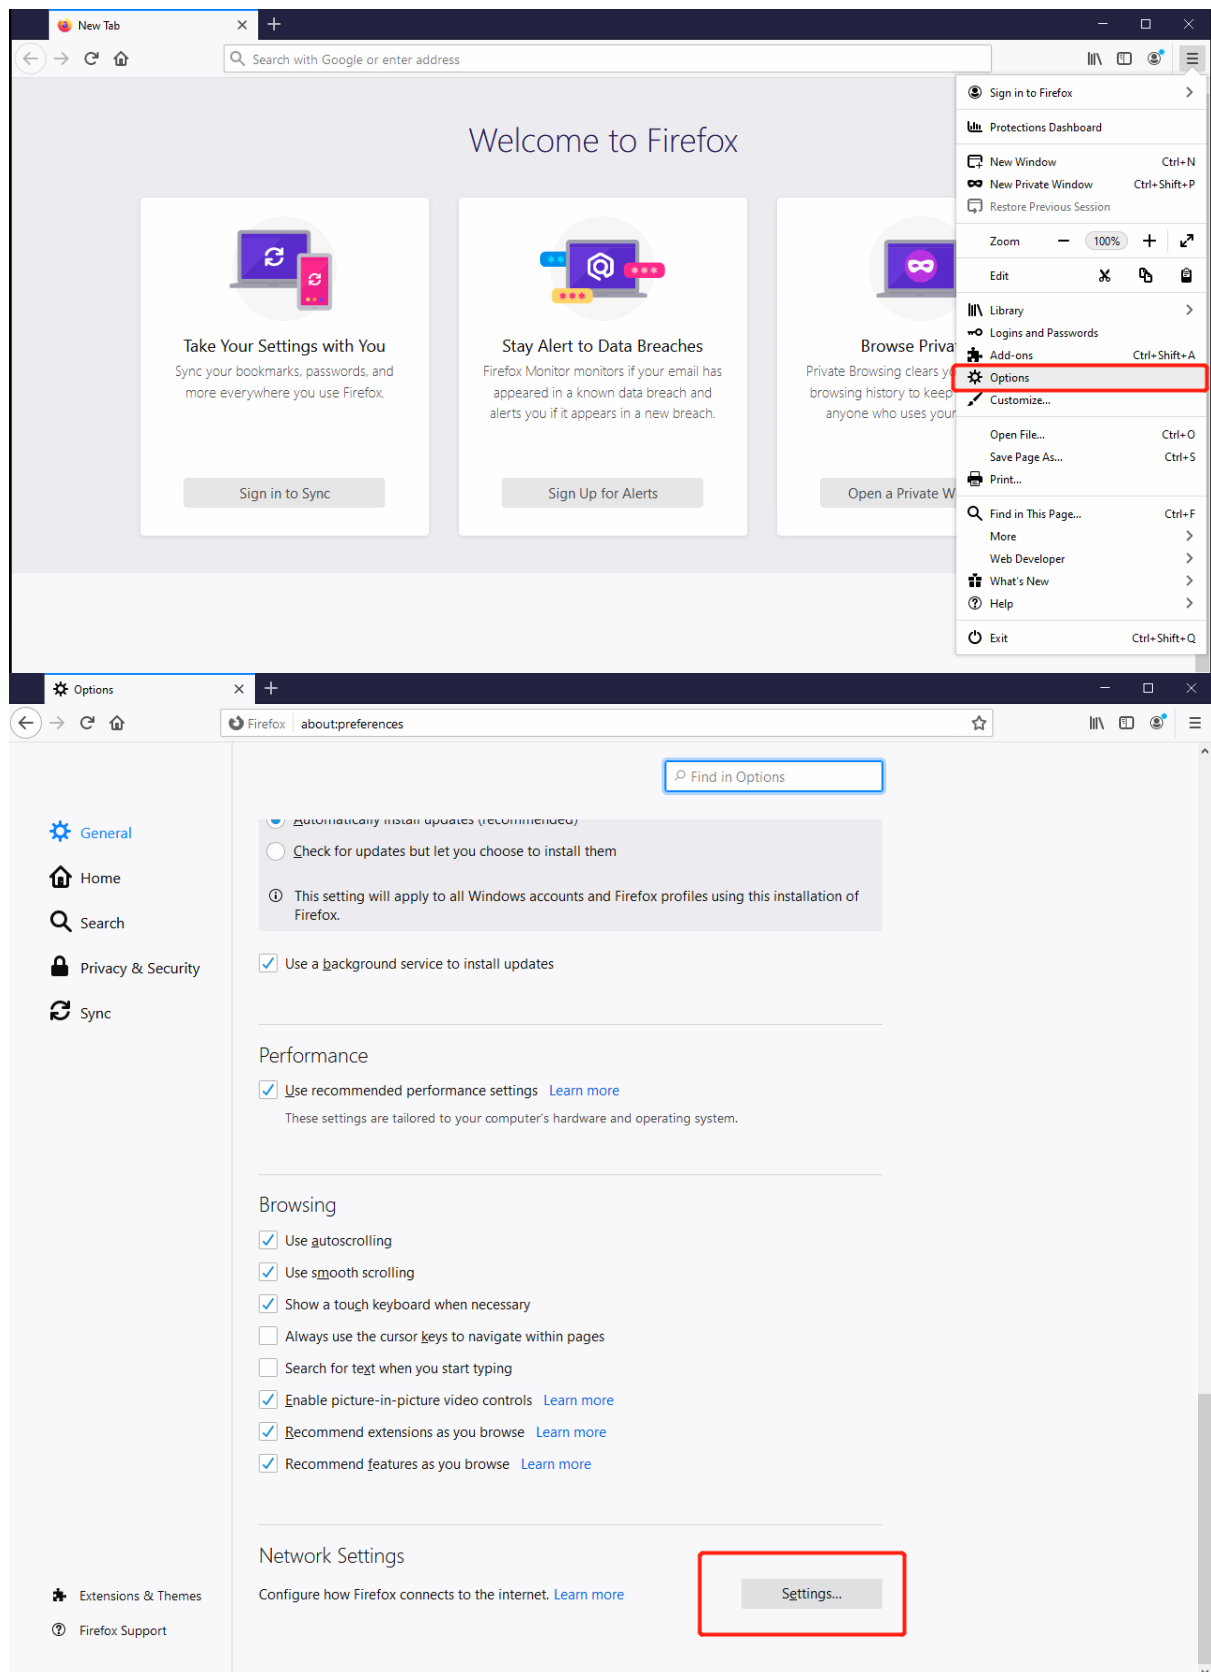 New Tab
Search with Google or enter address
Sign in to Firefox
Protections Dashboard
New Window Ctrl+N
New Private Window Ctrl+Shift+P
Restore Previous Session
Zoom 100%
Edit
Library
Logins and Passwords
Add-ons Ctrl+Shift+A
Options
Customize...
Open File... Ctrl+O
Save Page As... Ctrl+S
Print...
Find in This Page... Ctrl+F
More
Web Developer
What's New
Help
Exit Ctrl+Shift+Q
Welcome to Firefox
Take Your Settings with You
Sync your bookmarks, passwords, and
more everywhere you use Firefox.
Sign in to Sync
Stay Alert to Data Breaches
Firefox Monitor monitors if your email has
appeared in a known data breach and
alerts you if it appears in a new breach.
Sign Up for Alerts
Browse Priva
Private Browsing clears yo
browsing history to keep
anyone who uses your
Open a Private W
Options
Firefox about:preferences
Find in Options
General
Home
Search
Privacy & Security
Sync
Extensions & Themes
Firefox Support
Automatically install updates (recommended)
Check for updates but let you choose to install them
This setting will apply to all Windows accounts and Firefox profiles using this installation of
Firefox.
Use a background service to install updates
Performance
Use recommended performance settings Learn more
These settings are tailored to your computer's hardware and operating system.
Browsing
Use autoscrolling
Use smooth scrolling
Show a touch keyboard when necessary
Always use the cursor keys to navigate within pages
Search for text when you start typing
Enable picture-in-picture video controls Learn more
Recommend extensions as you browse Learn more
Recommend features as you browse Learn more
Network Settings
Configure how Firefox connects to the internet. Learn more
Settings...